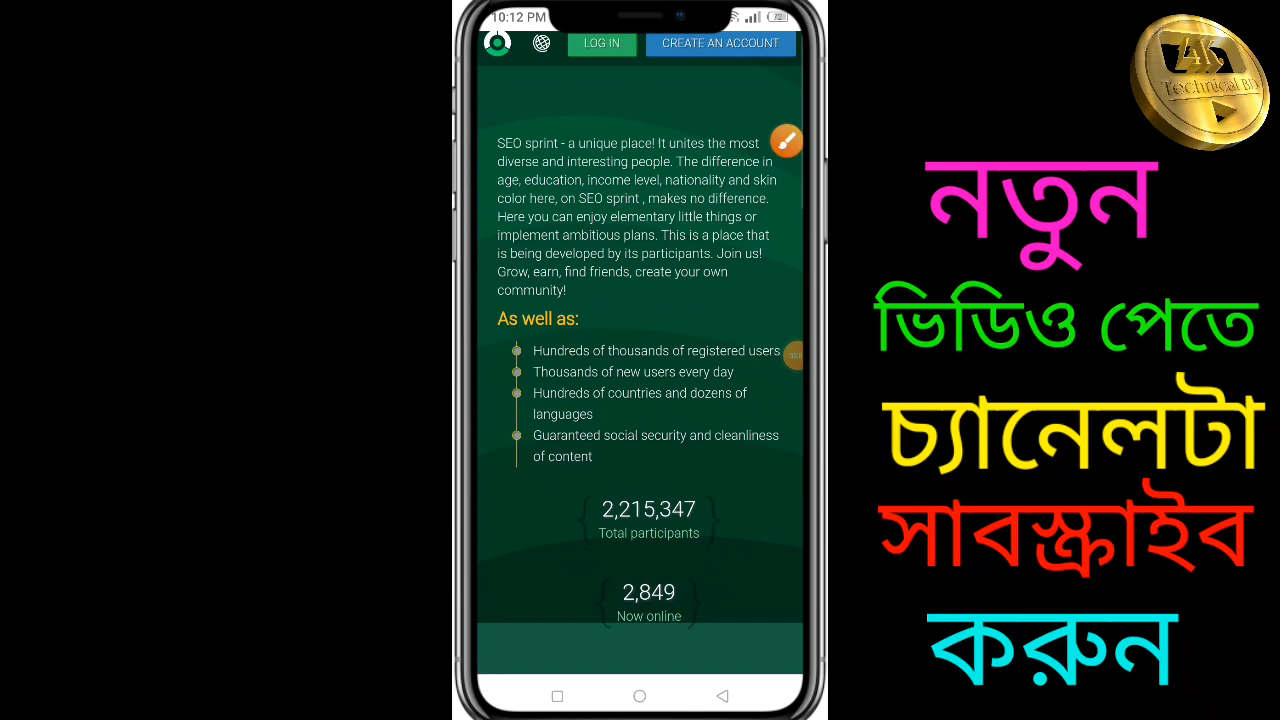 10:12 PM
72
LOG IN
CREATE AN ACCOUNT
SEO sprint - a unique place! It unites the most
diverse and interesting people. The difference in
age, education, income level, nationality and skin
color here, on SEO sprint , makes no difference.
Here you can enjoy elementary little things or
implement ambitious plans. This is a place that
is being developed by its participants. Join us!
Grow, earn, find friends, create your own
community!
As well as:
Hundreds of thousands of registered users
Thousands of new users every day
Hundreds of countries and dozens of
languages
Guaranteed social security and cleanliness
of content
2,215,347
Total participants
2,849
Now online
Technical BD
নতুন
ভিডিও পেতে
চ্যানেলটা
সাবস্ক্রাইব
করুন